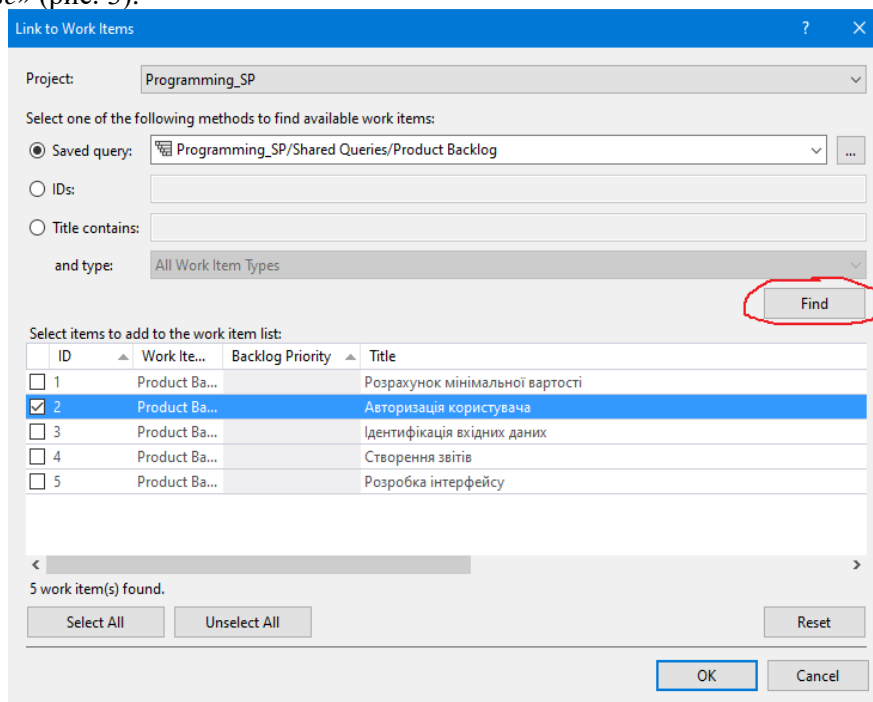 (рис. 5).
Link to Work Items ?
Project: Programming_SP
Select one of the following methods to find available work items:
Saved query: Programming_SP/Shared Queries/Product Backlog ...
IDs:
Title contains:
and type: All Work Item Types
Find
Select items to add to the work item list:
ID Work Ite... Backlog Priority Title
1 Product Ba... Розрахунок мінімальної вартості
2 Product Ba... Авторизація користувача
3 Product Ba... Ідентифікація вхідних даних
4 Product Ba... Створення звітів
5 Product Ba... Розробка інтерфейсу
5 work item(s) found.
Select All Unselect All Reset
OK Cancel